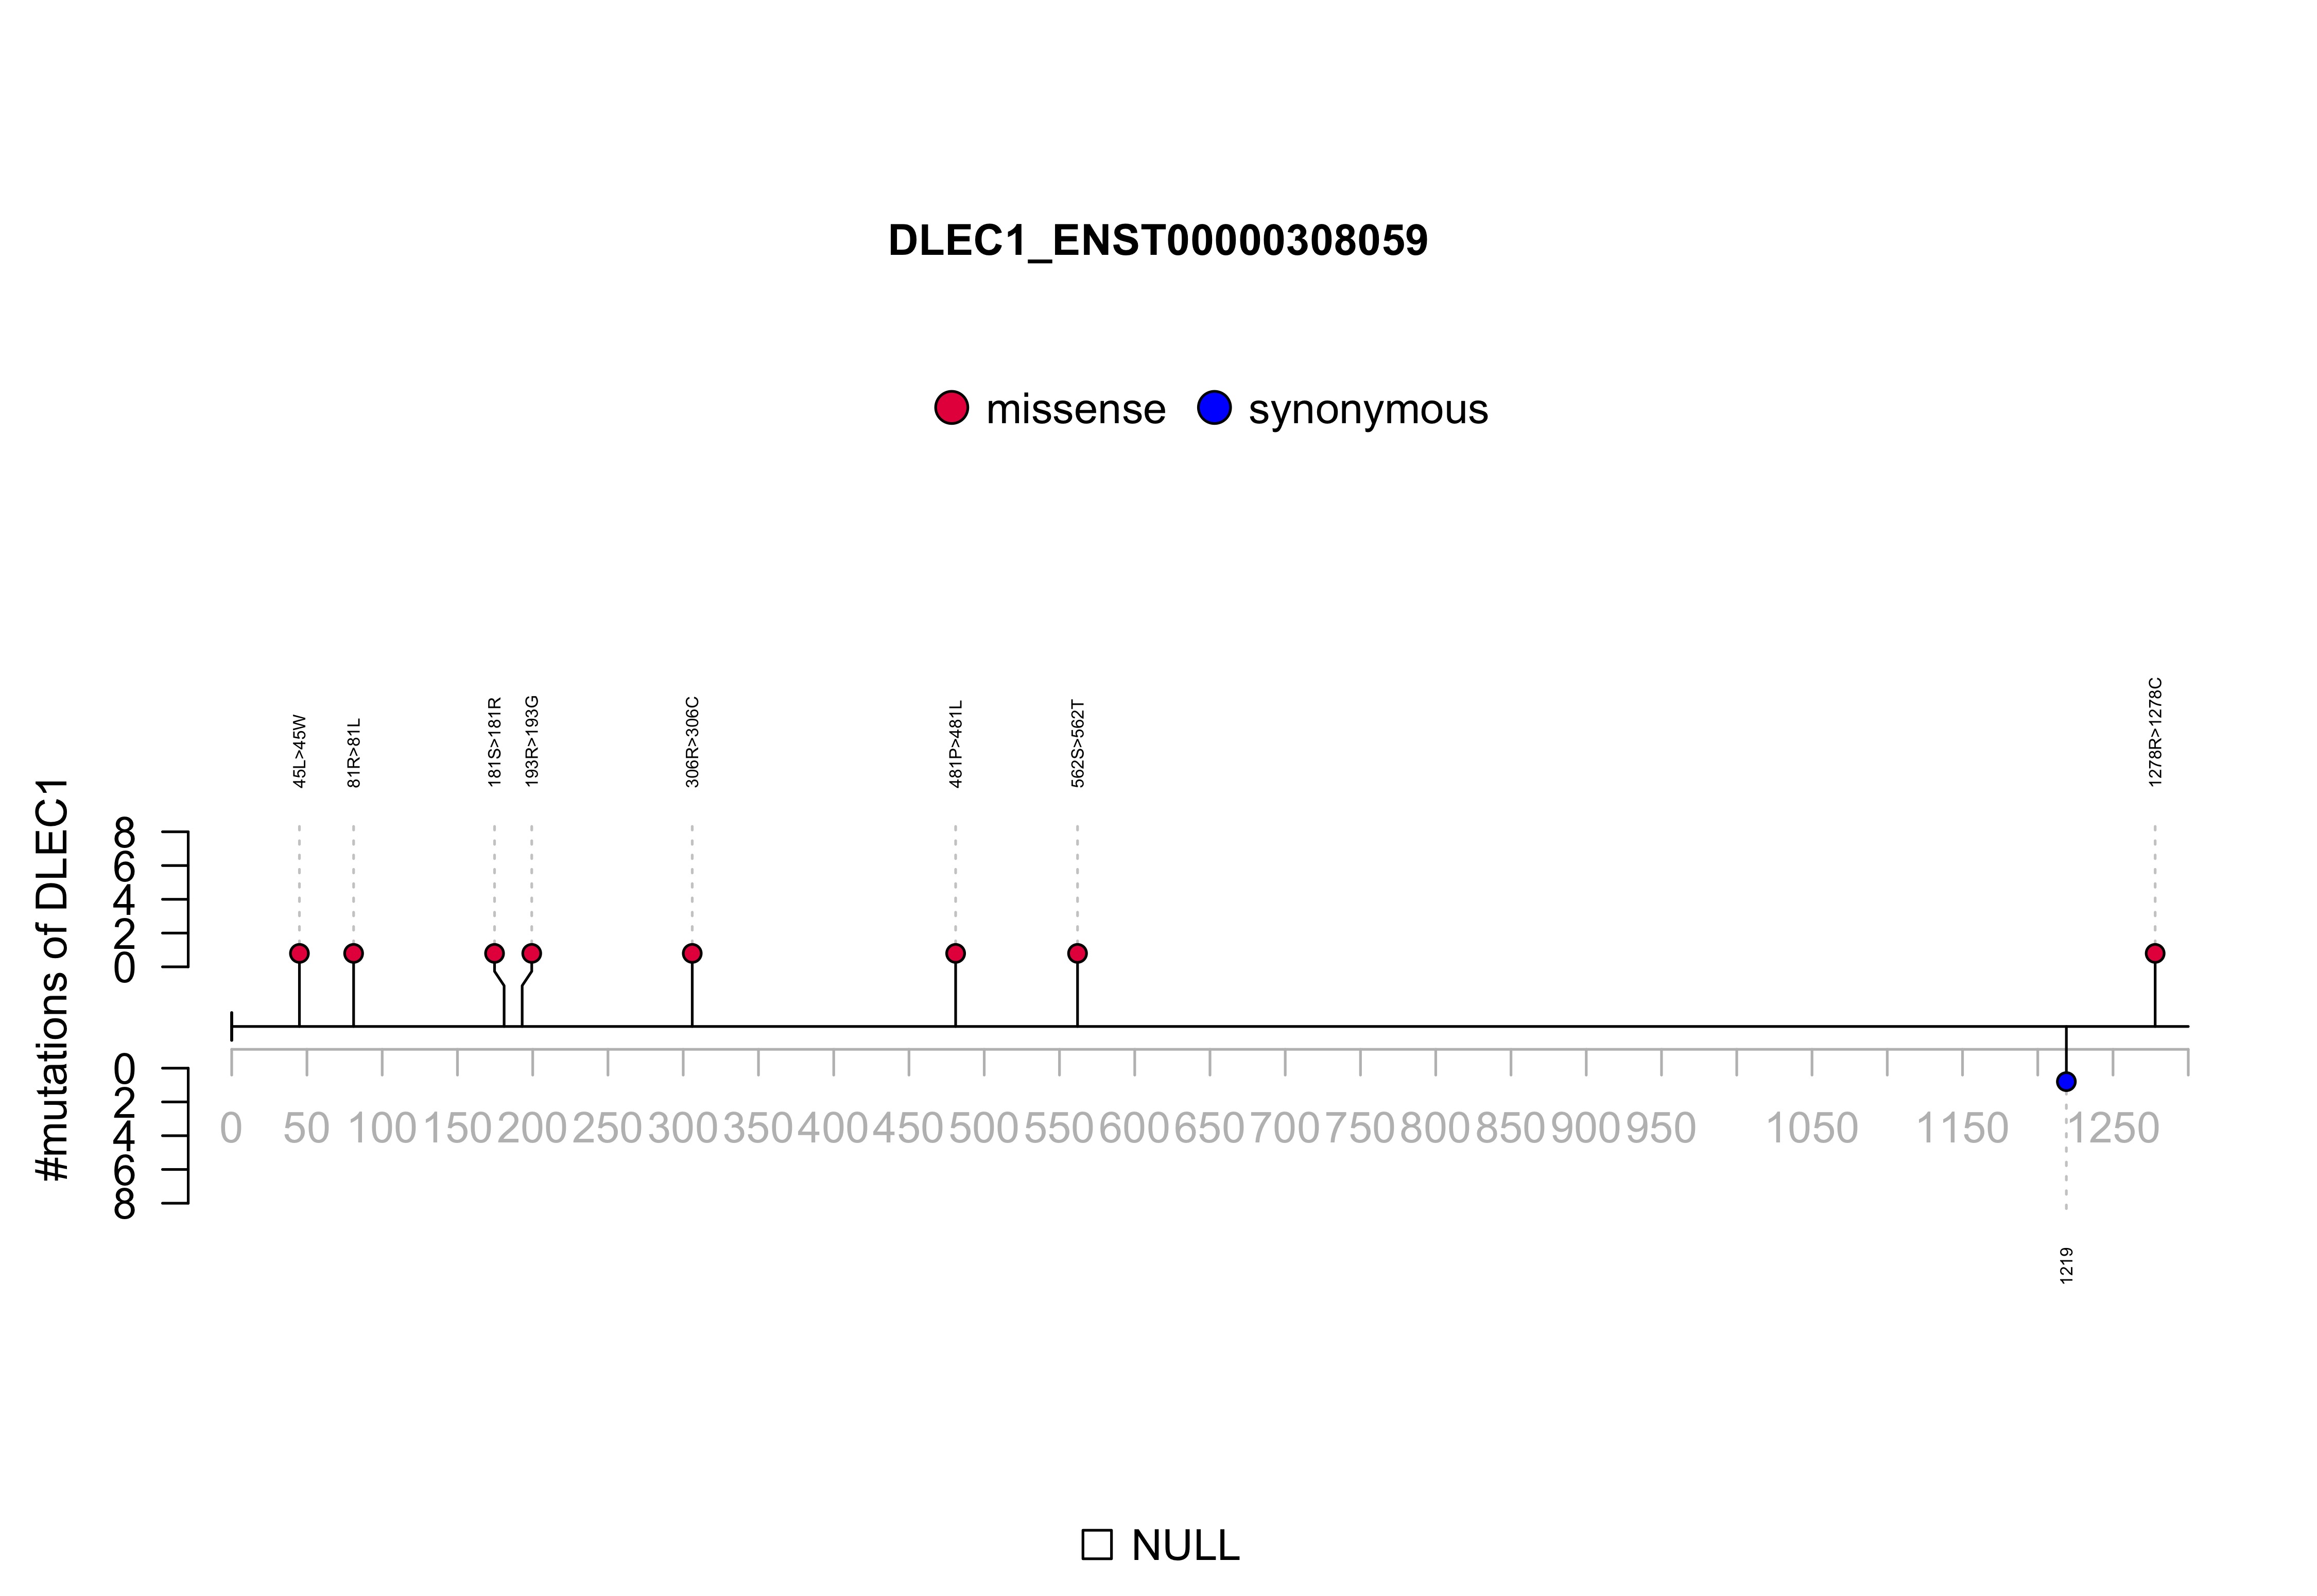 DLEC1_ENST00000308059
missense synonymous
45L>45W
81R>81L
181S>181R
193R>193G
306R>306C
481P>481L
562S>562T
1278R>1278C
#mutations of DLEC1
8
6
4
2
0
0
2
4
6
8
0 50 100 150 200 250 300 350 400 450 500 550 600 650 700 750 800 850 900 950 1050 1150 1250
1219
NULL